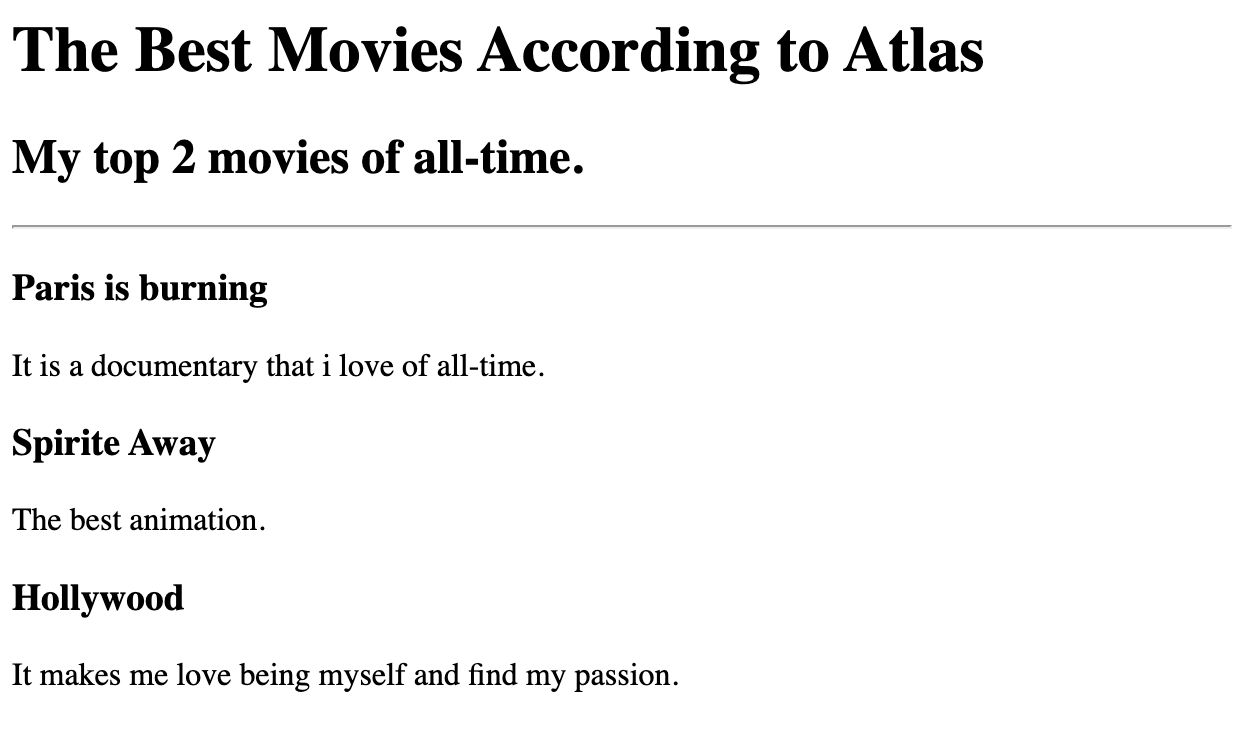 The Best Movies According to Atlas
My top 2 movies of all-time.
Paris is burning
It is a documentary that i love of all-time.
Spirite Away
The best animation.
Hollywood
It makes me love being myself and find my passion.